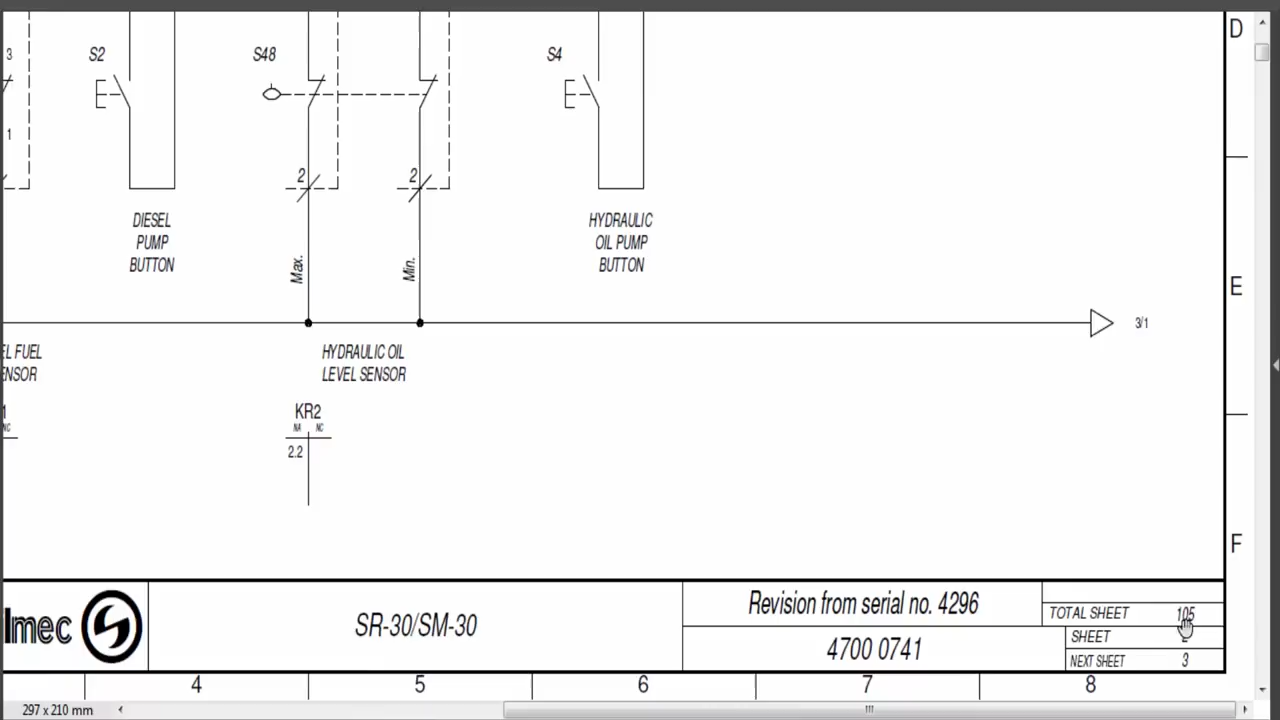 D
3
S2
S48
S4
1
2
2
DIESEL
PUMP
BUTTON
HYDRAULIC
OIL PUMP
BUTTON
Max.
Min.
E
3/1
EL FUEL
ENSOR
HYDRAULIC OIL
LEVEL SENSOR
1
KR2
NC
NA NC
2.2
F
lmec
SR-30/SM-30
Revision from serial no. 4296
4700 0741
TOTAL SHEET 105
SHEET 2
NEXT SHEET 3
4 5 6 7 8
297 x 210 mm